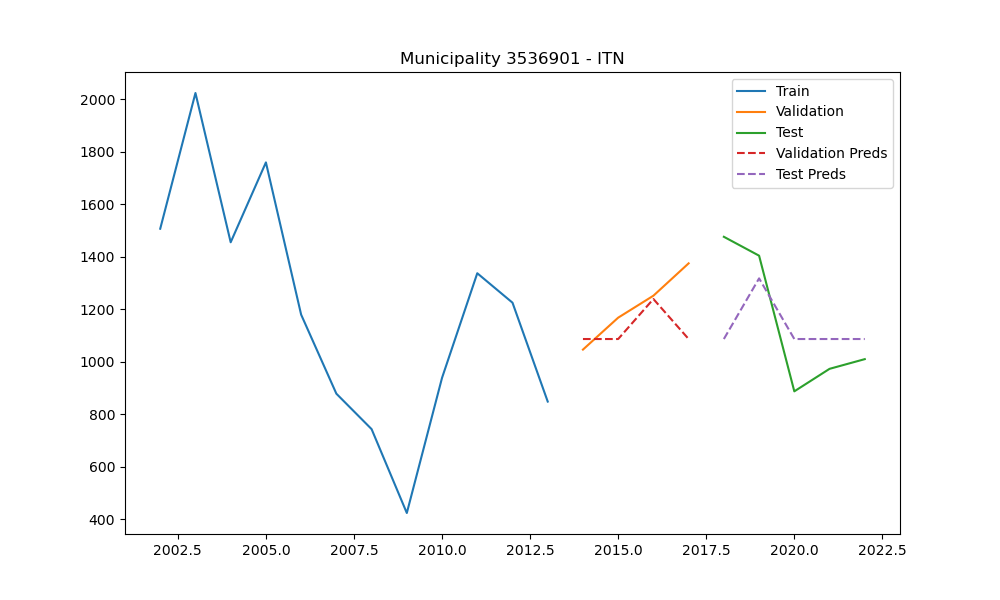 Municipality 3536901 - ITN
Train
Validation
Test
Validation Preds
Test Preds
2000
1800
1600
1400
1200
1000
800
600
400
2002.5 2005.0 2007.5 2010.0 2012.5 2015.0 2017.5 2020.0 2022.5